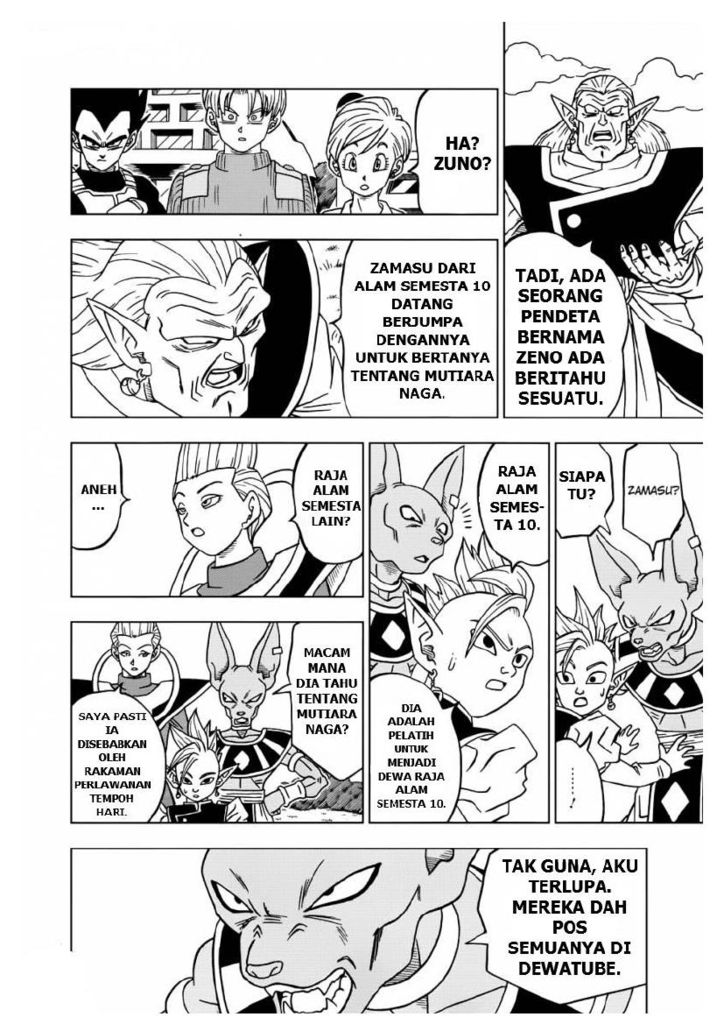 TADI, ADA
SEORANG
PENDETA
BERNAMA
ZENO ADA
BERITAHU
SESUATU.
HA?
ZUNO?
ZAMASU DARI
ALAM SEMESTA 10
DATANG
BERJUMPA
DENGANNYA
UNTUK BERTANYA
TENTANG MUTIARA
NAGA.
ZAMASU?
SIAPA
TU?
...!
RAJA
ALAM
SEMES-
TA 10.
DIA
ADALAH
PELATIH
UNTUK
MENJADI
DEWA RAJA
ALAM
SEMESTA 10.
RAJA
ALAM
SEMESTA
LAIN?
ANEH
...
MACAM
MANA
DIA TAHU
TENTANG
MUTIARA
NAGA?
SAYA PASTI
IA
DISEBABKAN
OLEH
RAKAMAN
PERLAWANAN
TEMPOH
HARI.
TAK GUNA, AKU
TERLUPA.
MEREKA DAH
POS
SEMUANYA DI
DEWATUBE.